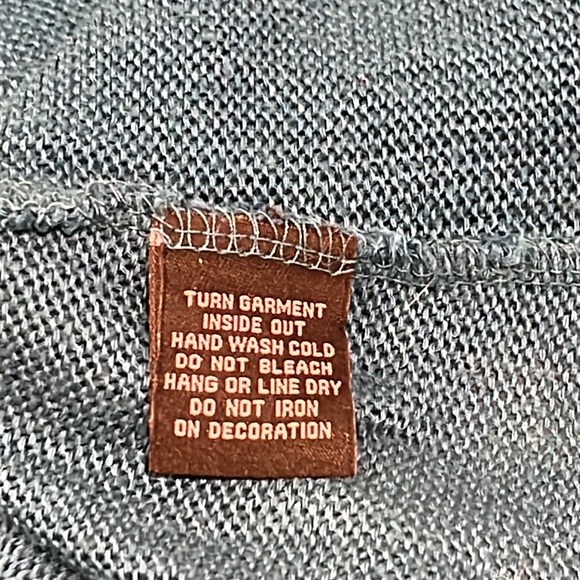 TURN GARMENT
INSIDE OUT
HAND WASH COLD
DO NOT BLEACH
HANG OR LINE DRY
DO NOT IRON
ON DECORATION